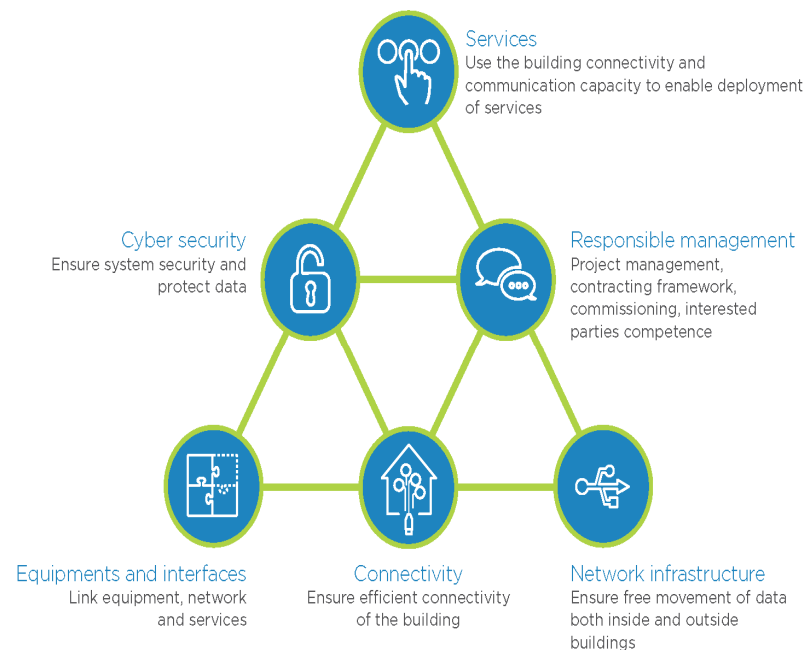 Services
Use the building connectivity and
communication capacity to enable deployment
of services
Cyber security
Ensure system security and
protect data
Responsible management
Project management,
contracting framework,
commissioning, interested
parties competence
Equipments and interfaces
Link equipment, network
and services
Connectivity
Ensure efficient connectivity
of the building
Network infrastructure
Ensure free movement of data
both inside and outside
buildings